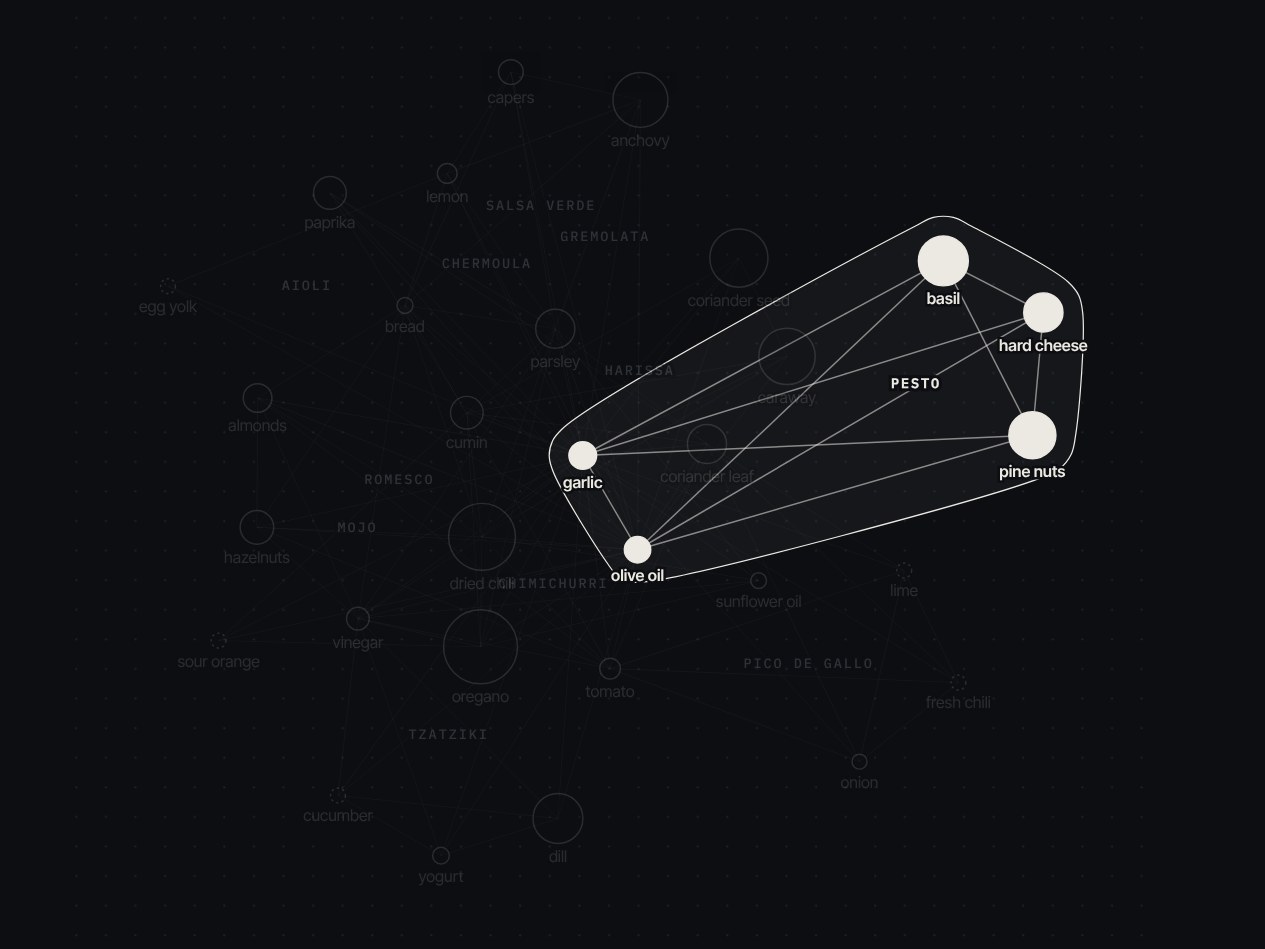 capers
anchovy
lemon
paprika
SALSA VERDE
GREMOLATA
CHERMOULA
AIOLI
egg yolk
coriander seed
basil
bread
hard cheese
parsley
HARISSA
PESTO
caraway
almonds
cumin
pine nuts
coriander leaf
garlic
ROMESCO
MOJO
hazelnuts
olive oil
dried chili
CHIMICHURRI
lime
sunflower oil
vinegar
sour orange
PICO DE GALLO
tomato
oregano
fresh chili
TZATZIKI
onion
cucumber
dill
yogurt